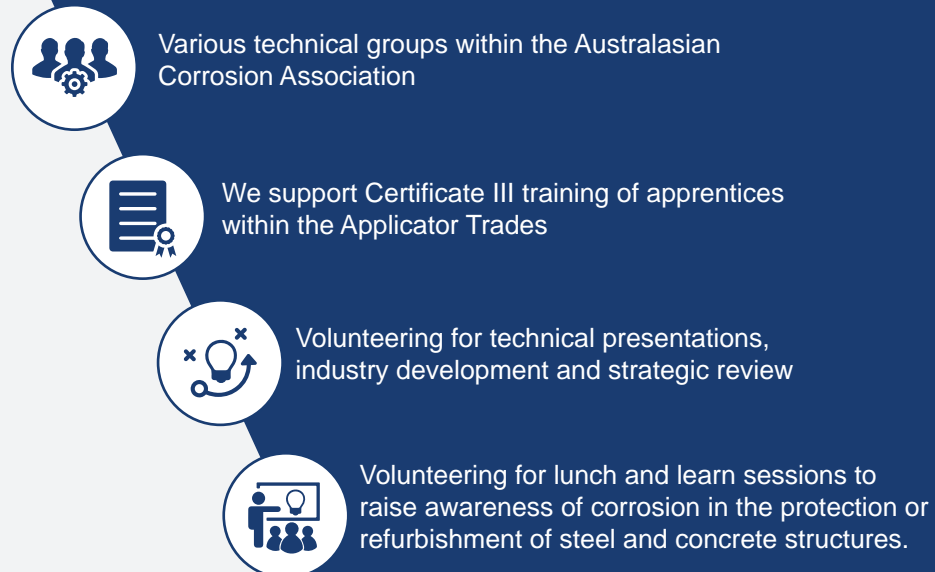 Various technical groups within the Australasian
Corrosion Association
We support Certificate III training of apprentices
within the Applicator Trades
Volunteering for technical presentations,
industry development and strategic review
Volunteering for lunch and learn sessions to
raise awareness of corrosion in the protection or
refurbishment of steel and concrete structures.